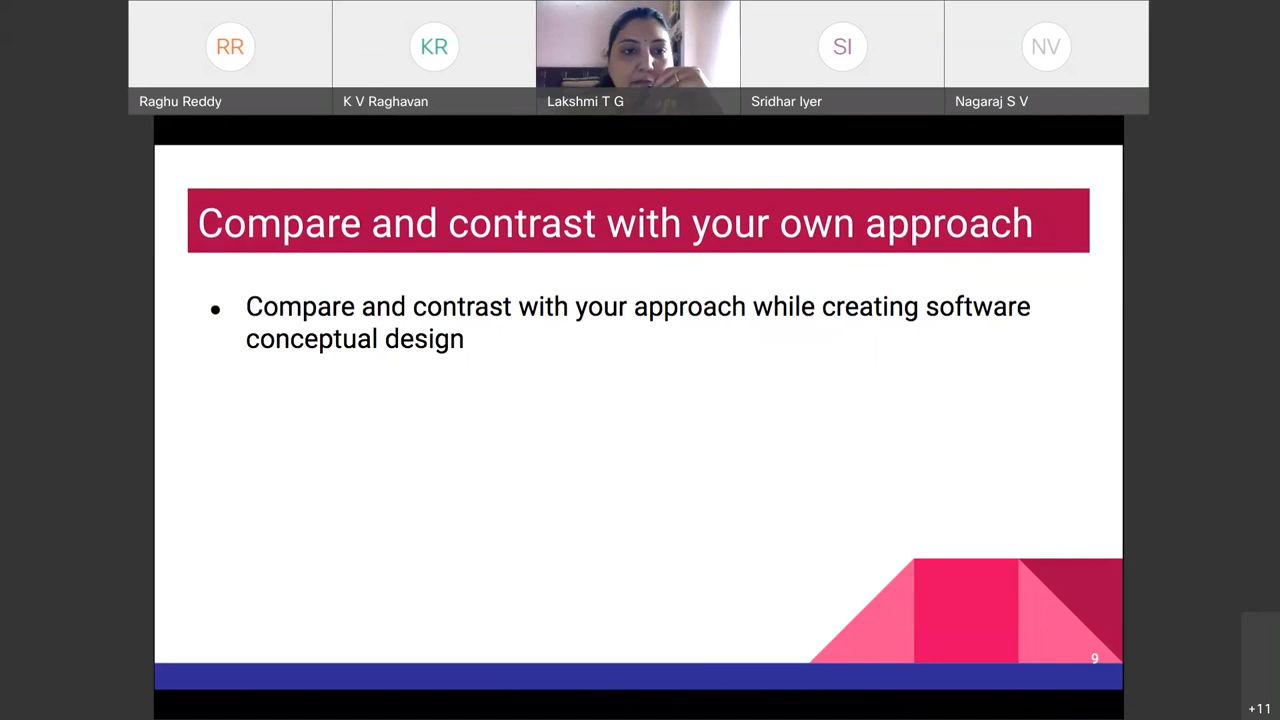 RR
KR
SI
NV
Raghu Reddy
K V Raghavan
Lakshmi T G
Sridhar Iyer
Nagaraj S V
Compare and contrast with your own approach
● Compare and contrast with your approach while creating software
conceptual design
9
+11